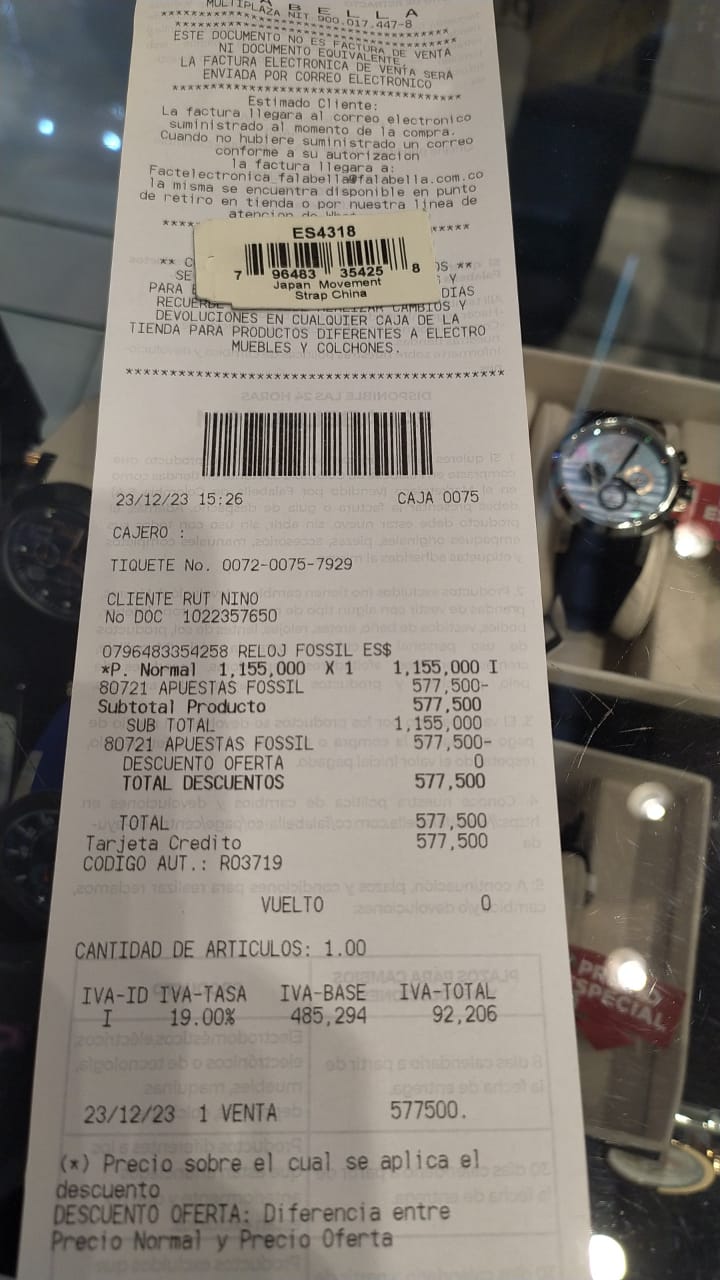 A B E L L A
MULTIPLAZA NIT 900.017.447-8
************************************
************************************
ESTE DOCUMENTO NO ES FACTURA DE VENTA
NI DOCUMENTO EQUIVALENTE,
LA FACTURA ELECTRONICA DE VENTA SERÁ
ENVIADA POR CORREO ELECTRONICO
************************************
Estimado Cliente:
La factura llegara al correo electronico
suministrado al momento de la compra.
Cuando no hubiere suministrado un correo
conforme a su autorizacion
la factura llegara a:
Factelectronica_falabella@falabella.com.co
la misma se encuentra disponible en punto
de retiro en tienda o por nuestra linea de
atencion de
ES4318
7 96483 35425 8
Japan Movement
Strap China
** C OS **
SE Y
PARA DIAS
CAMBIOS Y
DEVOLUCIONES EN CUALQUIER CAJA DE LA
TIENDA PARA PRODUCTOS DIFERENTES A ELECTRO
MUEBLES Y COLCHONES.
*******************************************
23/12/23 15:26 CAJA 0075
CAJERO :
TIQUETE No. 0072-0075-7929
CLIENTE RUT NINO
No DOC 1022357650
0796483354258 RELOJ FOSSIL ES$
*P. Normal 1,155,000 X 1 1,155,000 I
80721 APUESTAS FOSSIL 577,500-
Subtotal Producto 577,500
SUB TOTAL 1,155,000
80721 APUESTAS FOSSIL 577,500-
DESCUENTO OFERTA 0
TOTAL DESCUENTOS 577,500
TOTAL 577,500
Tarjeta Credito 577,500
CODIGO AUT.: RO3719
VUELTO 0
CANTIDAD DE ARTICULOS: 1.00
IVA-ID IVA-TASA IVA-BASE IVA-TOTAL
I 19.00% 485,294 92,206
23/12/23 1 VENTA 577500.
(*) Precio sobre el cual se aplica el
descuento
DESCUENTO OFERTA: Diferencia entre
Precio Normal y Precio Oferta
ESPECIAL